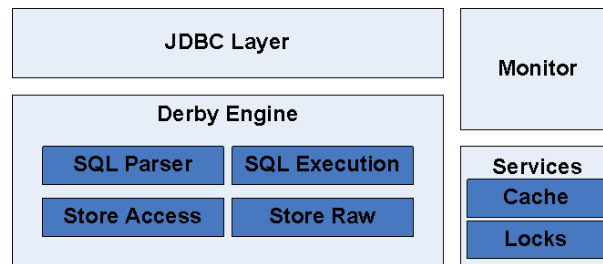 JDBC Layer
Monitor
Derby Engine
SQL Parser
SQL Execution
Store Access
Store Raw
Services
Cache
Locks